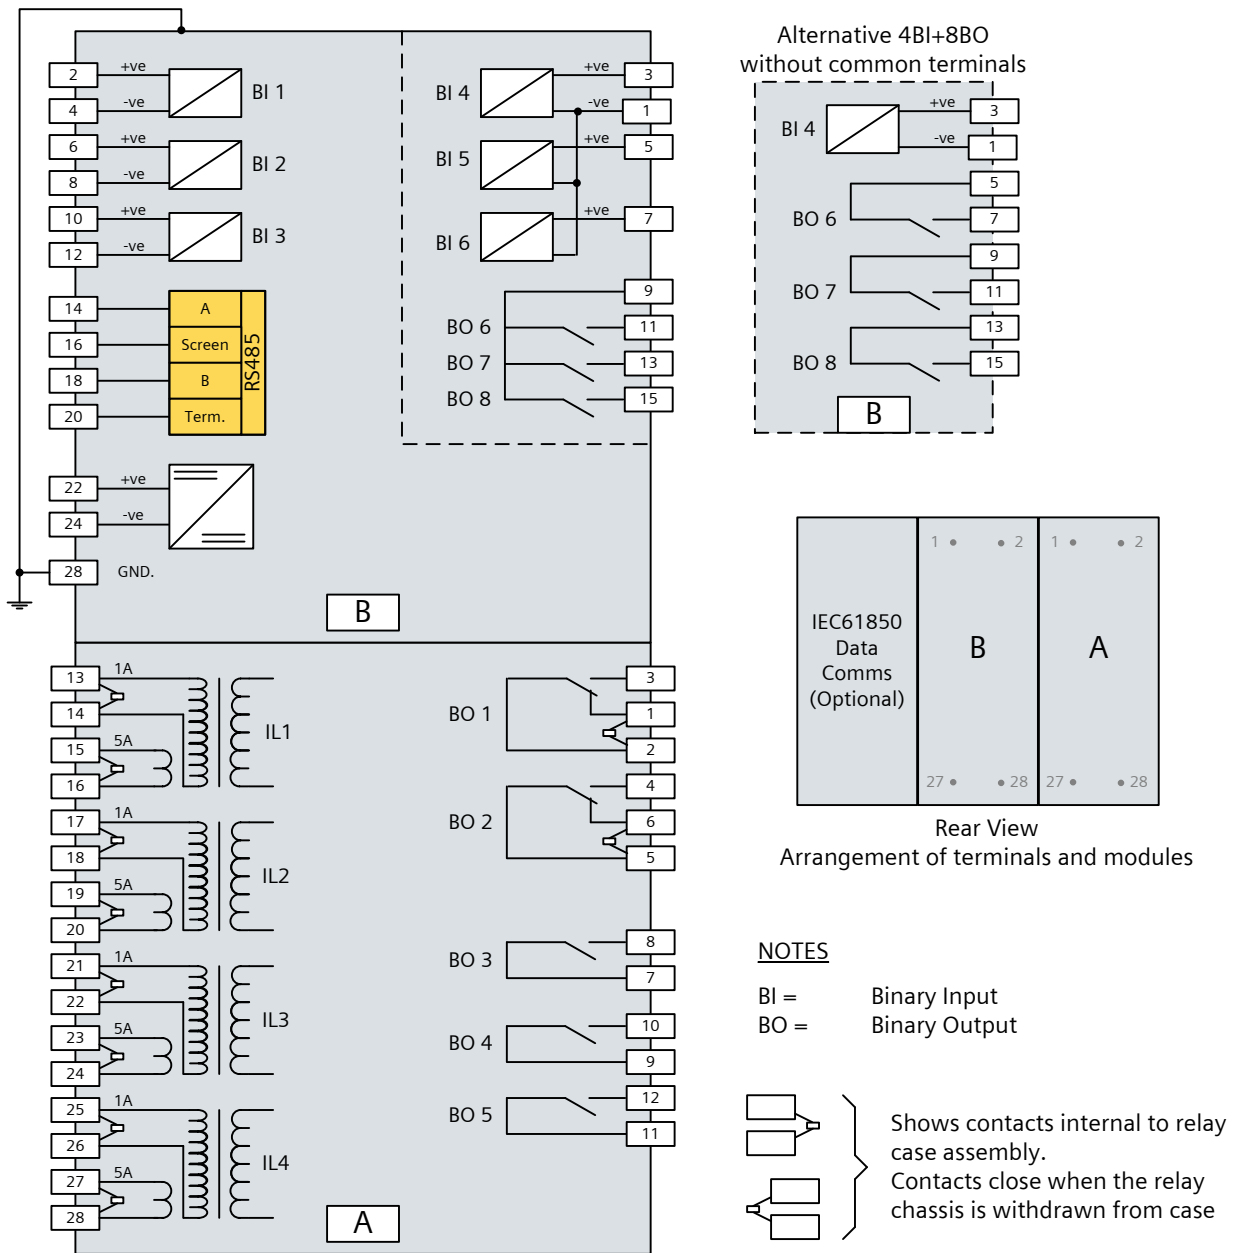 2 +ve
BI 1
4 -ve
6 +ve
BI 2
8 -ve
10 +ve
BI 3
12 -ve
14 A
16 Screen
18 B
20 Term.
RS485
22 +ve
24 -ve
28 GND.
BI 4 +ve 3
-ve 1
BI 5 +ve 5
BI 6 +ve 7
9
BO 6 11
BO 7 13
BO 8 15
B
Alternative 4BI+8BO
without common terminals
BI 4 +ve 3
-ve 1
5
BO 6 7
9
BO 7 11
13
BO 8 15
B
13 1A
14
IL1
15 5A
16
17 1A
18
IL2
19 5A
20
21 1A
22
IL3
23 5A
24
25 1A
26
IL4
27 5A
28
3
BO 1 1
2
4
BO 2 6
5
8
BO 3
7
10
BO 4
9
12
BO 5
11
A
1 2 1 2
IEC61850
Data
Comms
(Optional)
B A
27 28 27 28
Rear View
Arrangement of terminals and modules
NOTES
BI = Binary Input
BO = Binary Output
Shows contacts internal to relay
case assembly.
Contacts close when the relay
chassis is withdrawn from case